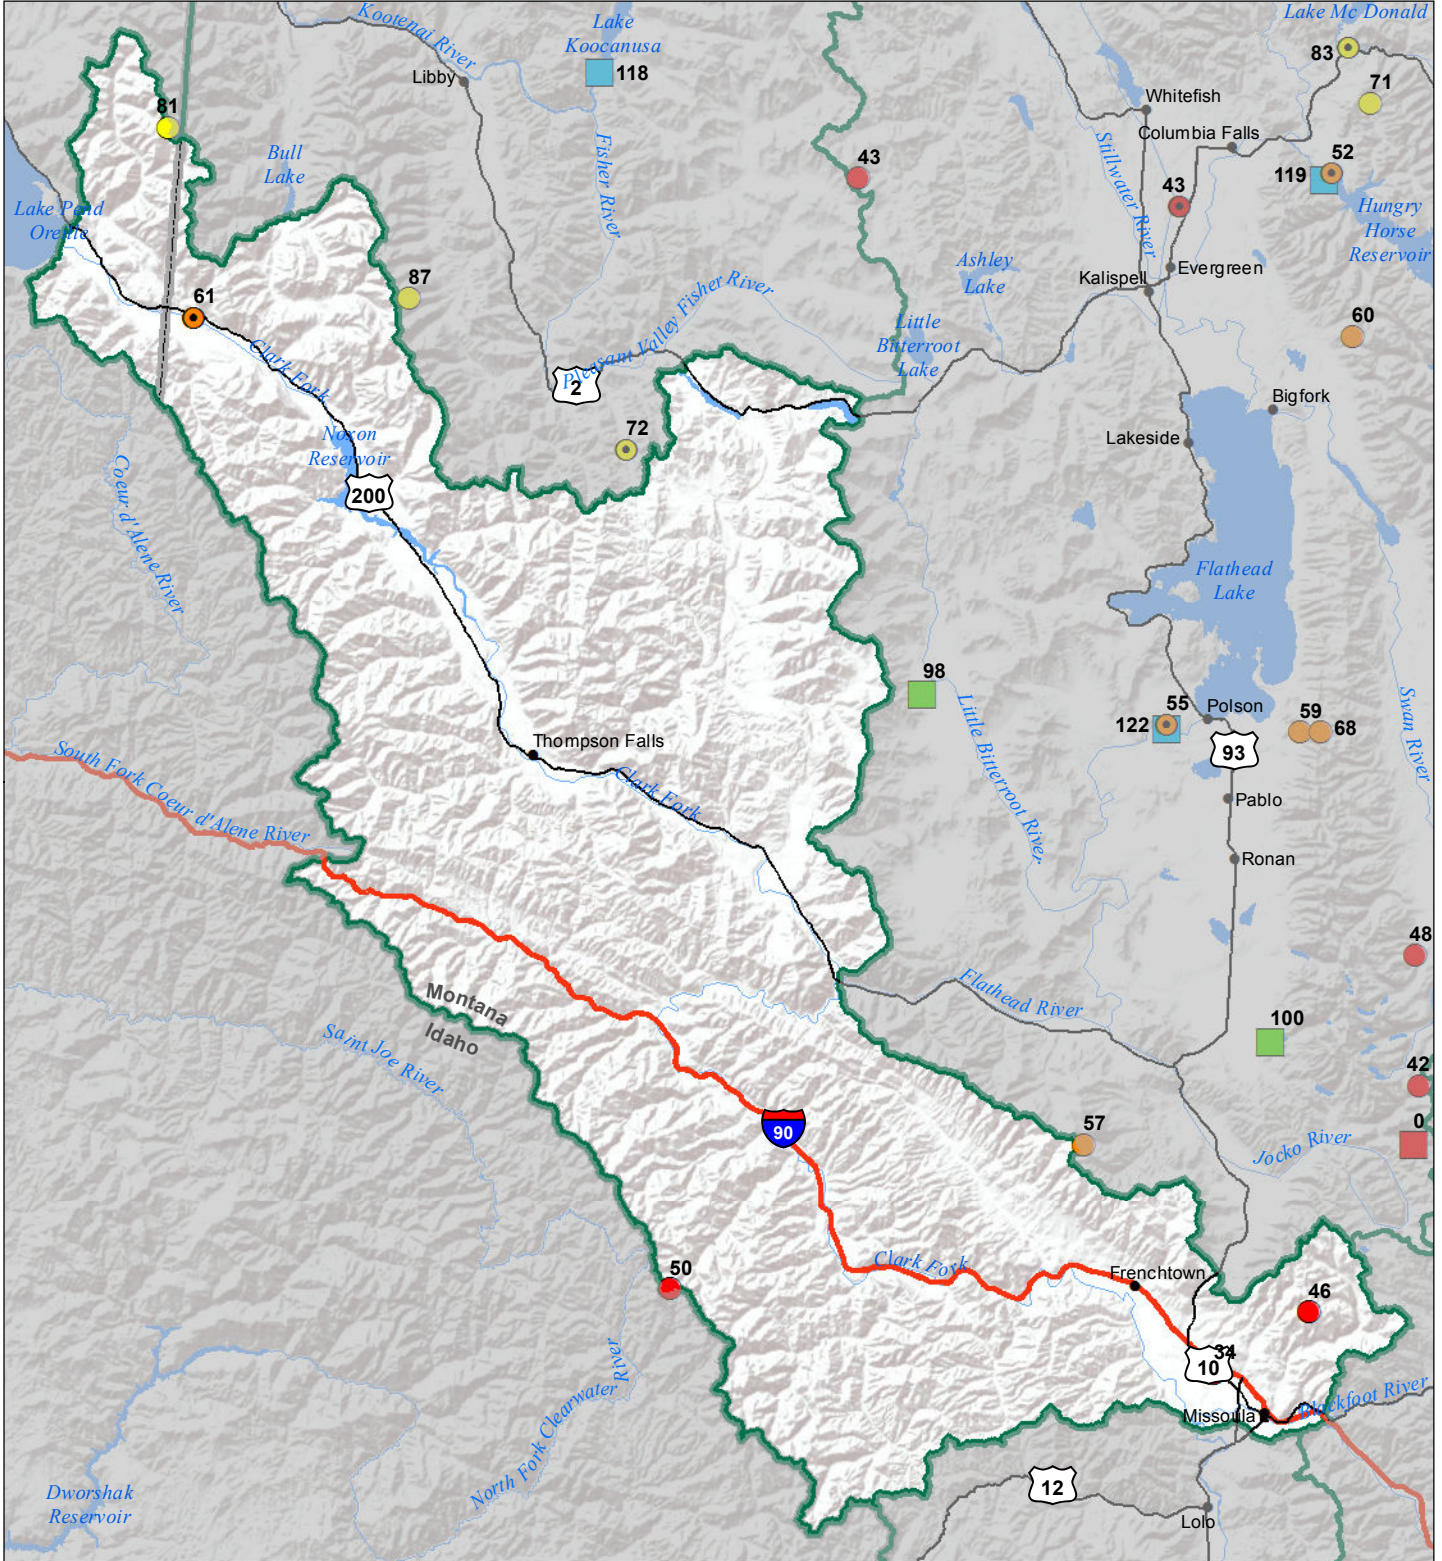 Kootenai River
Lake
Koocanusa
Lake Mc Donald
118
83
71
Libby
Whitefish
Columbia Falls
81
Bull
Lake
Fisher River
43
Stillwater River
43
52
119
Hungry
Horse
Reservoir
Lake Pend
Oreille
87
61
Ashley
Lake
Kalispell
Evergreen
Clark Fork
Pleasant Valley Fisher River
Little
Bitterroot
Lake
60
2
Bigfork
Noxon
Reservoir
72
Lakeside
200
Coeur d'Alene River
Flathead
Lake
98
Little Bitterroot River
55
122
Polson
59
68
Swan River
93
Thompson Falls
Clark Fork
South Fork Coeur d'Alene River
Pablo
Ronan
48
Montana
Idaho
Flathead River
100
Saint Joe River
42
0
90
57
Jocko River
50
Clark Fork
Frenchtown
46
34
10
River
North Fork Clearwater
Missoula
Blackfoot River
12
Dworshak
Reservoir
Lolo